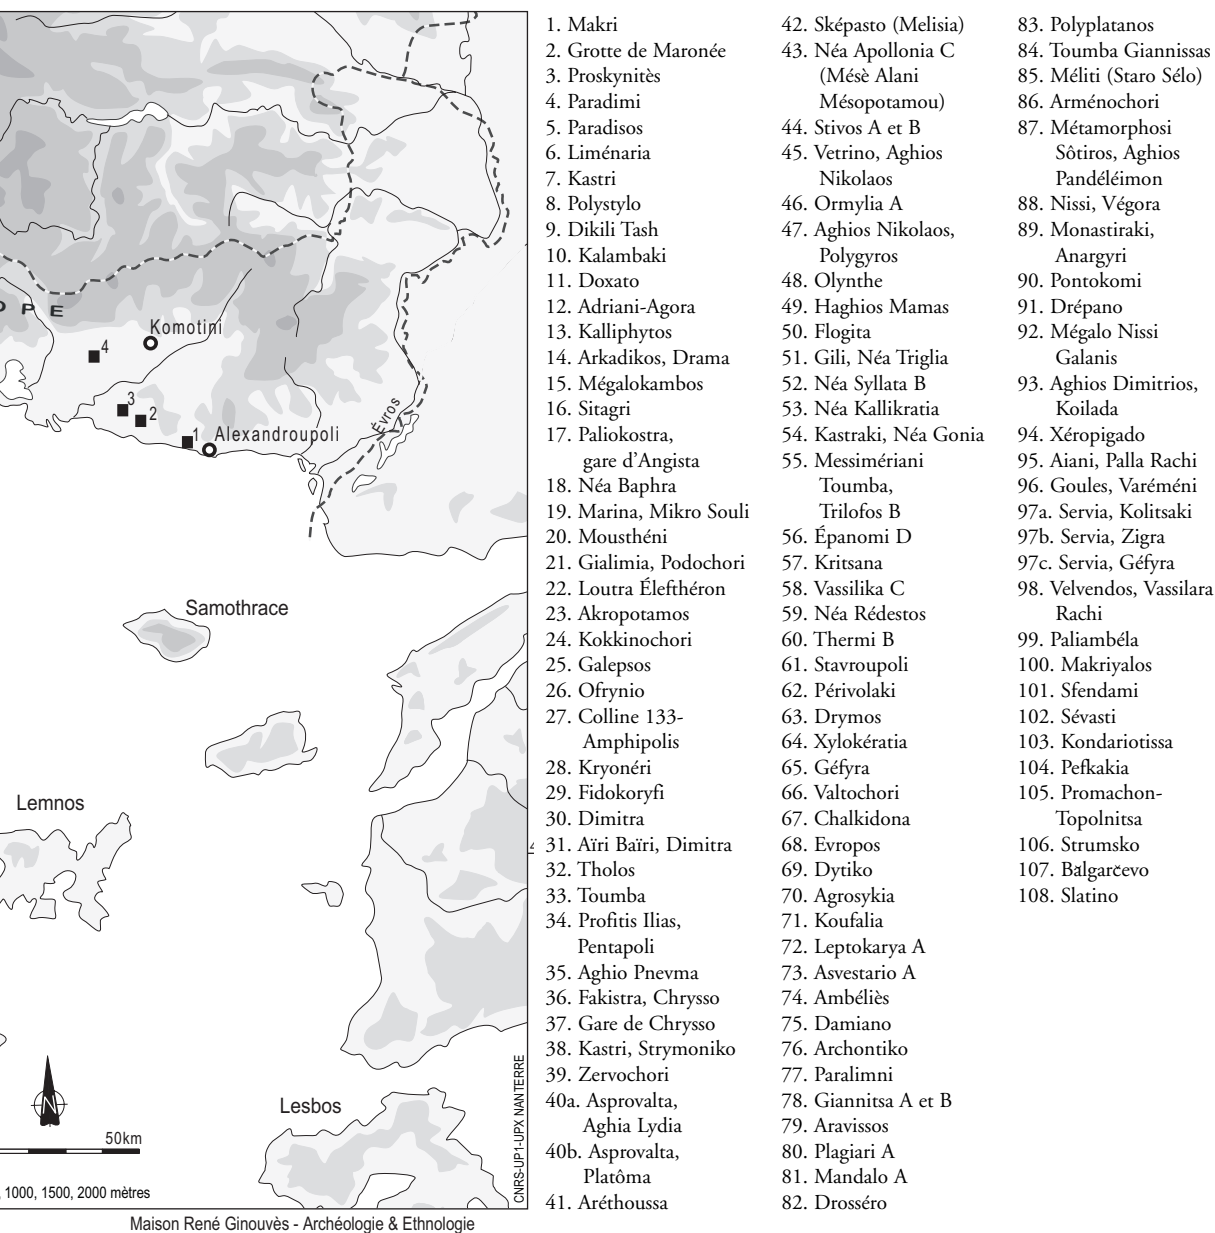 OPE
Komotini
4
3
2
1
Alexandroupoli
Évros
Samothrace
Lemnos
Lesbos
N
50km
, 1000, 1500, 2000 mètres
CNRS-UP1-UPX NANTERRE
Maison René Ginouvès - Archéologie & Ethnologie
1. Makri
2. Grotte de Maronée
3. Proskynitès
4. Paradimi
5. Paradisos
6. Liménaria
7. Kastri
8. Polystylo
9. Dikili Tash
10. Kalambaki
11. Doxato
12. Adriani-Agora
13. Kalliphytos
14. Arkadikos, Drama
15. Mégalokambos
16. Sitagri
17. Paliokostra,
gare d'Angista
18. Néa Baphra
19. Marina, Mikro Souli
20. Mousthéni
21. Gialimia, Podochori
22. Loutra Élefthéron
23. Akropotamos
24. Kokkinochori
25. Galepsos
26. Ofrynio
27. Colline 133-
Amphipolis
28. Kryonéri
29. Fidokoryfi
30. Dimitra
31. Aïri Baïri, Dimitra
32. Tholos
33. Toumba
34. Profitis Ilias,
Pentapoli
35. Aghio Pnevma
36. Fakistra, Chrysso
37. Gare de Chrysso
38. Kastri, Strymoniko
39. Zervochori
40a. Asprovalta,
Aghia Lydia
40b. Asprovalta,
Platôma
41. Aréthoussa
42. Sképasto (Melisia)
43. Néa Apollonia C
(Mésè Alani
Mésopotamou)
44. Stivos A et B
45. Vetrino, Aghios
Nikolaos
46. Ormylia A
47. Aghios Nikolaos,
Polygyros
48. Olynthe
49. Haghios Mamas
50. Flogita
51. Gili, Néa Triglia
52. Néa Syllata B
53. Néa Kallikratia
54. Kastraki, Néa Gonia
55. Messimériani
Toumba,
Trilofos B
56. Épanomi D
57. Kritsana
58. Vassilika C
59. Néa Rédestos
60. Thermi B
61. Stavroupoli
62. Périvolaki
63. Drymos
64. Xylokératia
65. Géfyra
66. Valtochori
67. Chalkidona
68. Evropos
69. Dytiko
70. Agrosykia
71. Koufalia
72. Leptokarya A
73. Asvestario A
74. Ambéliès
75. Damiano
76. Archontiko
77. Paralimni
78. Giannitsa A et B
79. Aravissos
80. Plagiari A
81. Mandalo A
82. Drosséro
83. Polyplatanos
84. Toumba Giannissas
85. Méliti (Staro Sélo)
86. Arménochori
87. Métamorphosi
Sôtiros, Aghios
Pandéléimon
88. Nissi, Végora
89. Monastiraki,
Anargyri
90. Pontokomi
91. Drépano
92. Mégalo Nissi
Galanis
93. Aghios Dimitrios,
Koilada
94. Xéropigado
95. Aiani, Palla Rachi
96. Goules, Varéméni
97a. Servia, Kolitsaki
97b. Servia, Zigra
97c. Servia, Géfyra
98. Velvendos, Vassilara
Rachi
99. Paliambéla
100. Makriyalos
101. Sfendami
102. Sévasti
103. Kondariotissa
104. Pefkakia
105. Promachon-
Topolnitsa
106. Strumsko
107. Bălgarčevo
108. Slatino